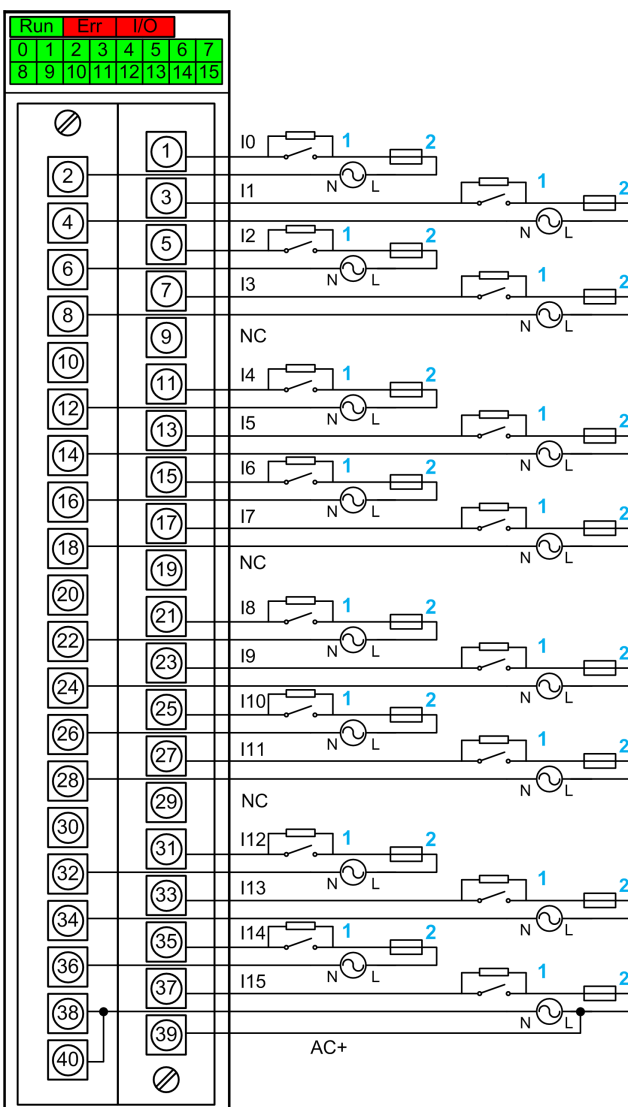 Run Err I/O
0 1 2 3 4 5 6 7
8 9 10 11 12 13 14 15
1 I0 1 2
2 N L
3 I1 1 2
4 N L
5 I2 1 2
6 N L
7 I3 1 2
8 N L
9 NC
10
11 I4 1 2
12 N L
13 I5 1 2
14 N L
15 I6 1 2
16 N L
17 I7 1 2
18 N L
19 NC
20
21 I8 1 2
22 N L
23 I9 1 2
24 N L
25 I10 1 2
26 N L
27 I11 1 2
28 N L
29 NC
30
31 I12 1 2
32 N L
33 I13 1 2
34 N L
35 I14 1 2
36 N L
37 I15 1 2
38 N L
39 AC+
40